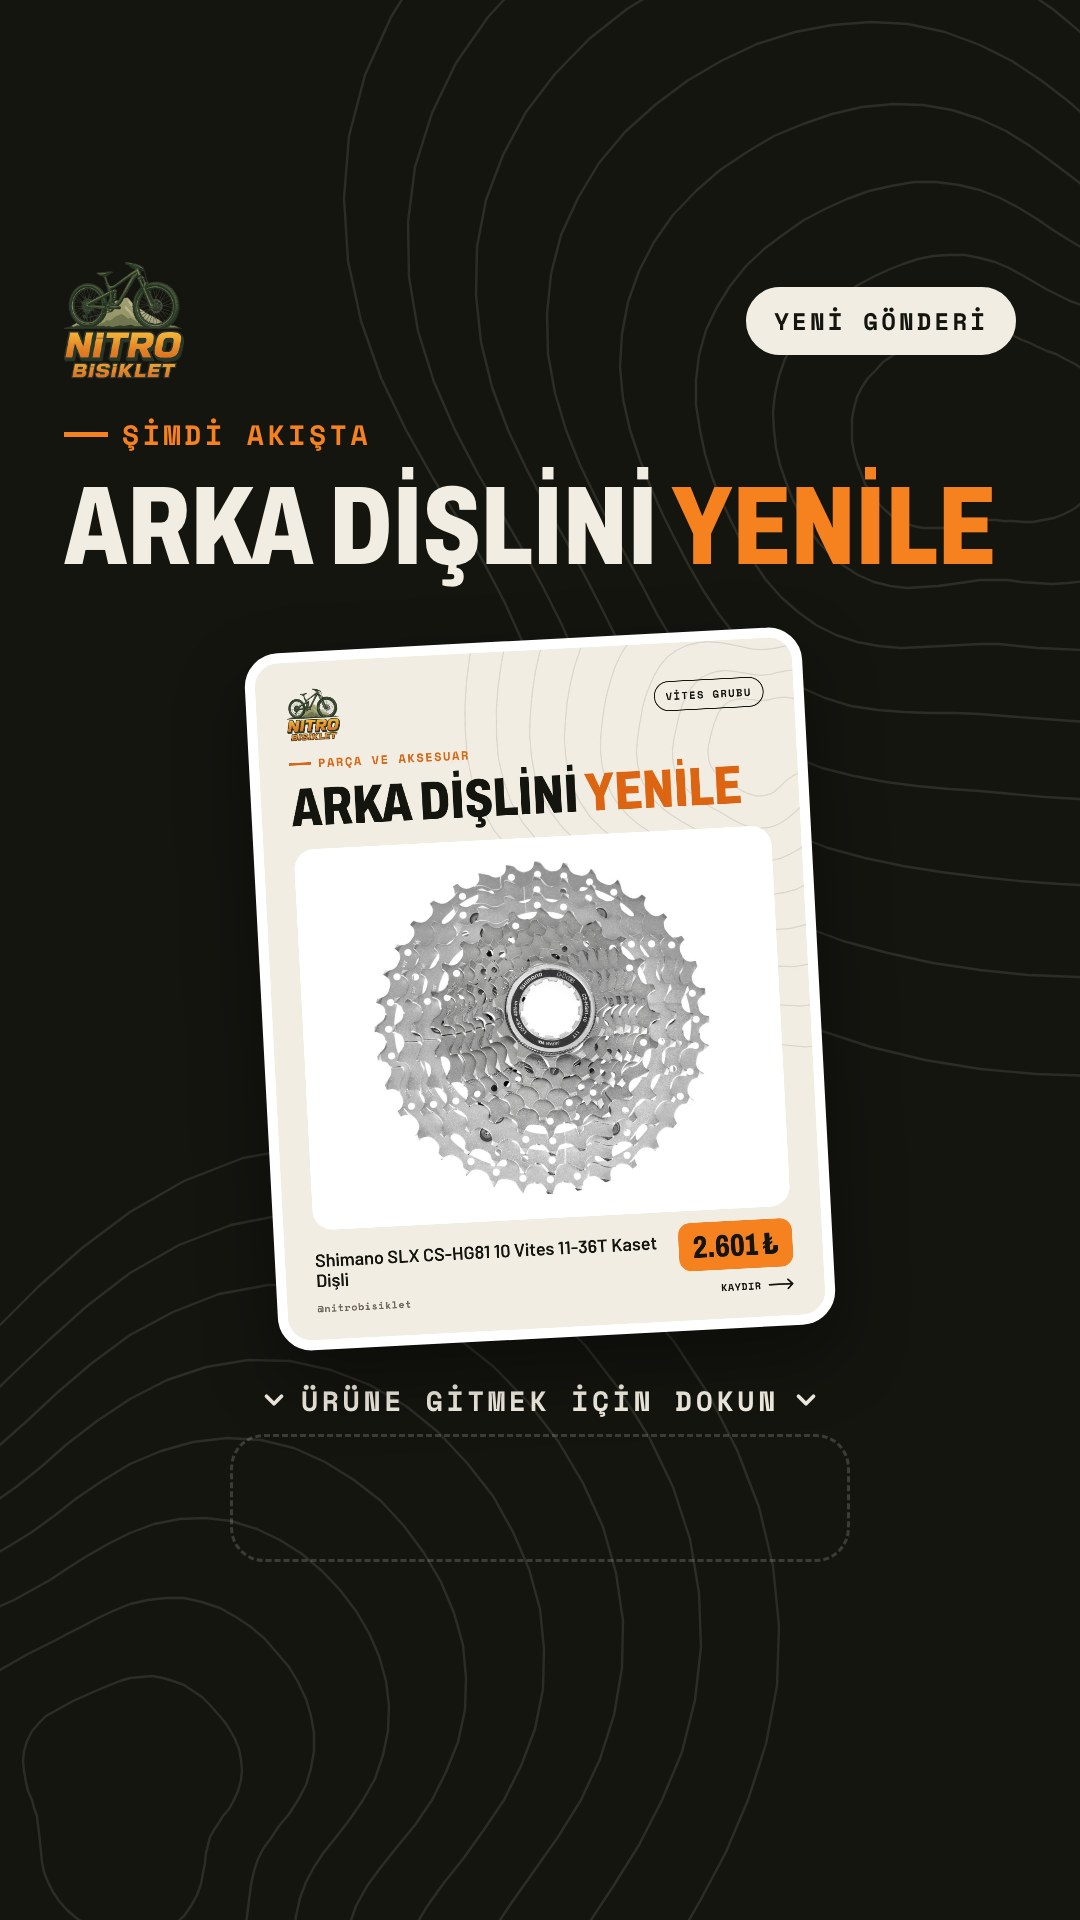 NiTRO
BiSiKLET
YENİ GÖNDERİ
ŞİMDİ AKIŞTA
ARKA DİŞLİNİ YENİLE
NiTRO
BiSiKLET
VİTES GRUBU
PARÇA VE AKSESUAR
ARKA DİŞLİNİ YENİLE
Shimano SLX CS-HG81 10 Vites 11-36T Kaset
Dişli
2.601 ₺
KAYDIR
@nitrobisiklet
ÜRÜNE GİTMEK İÇİN DOKUN